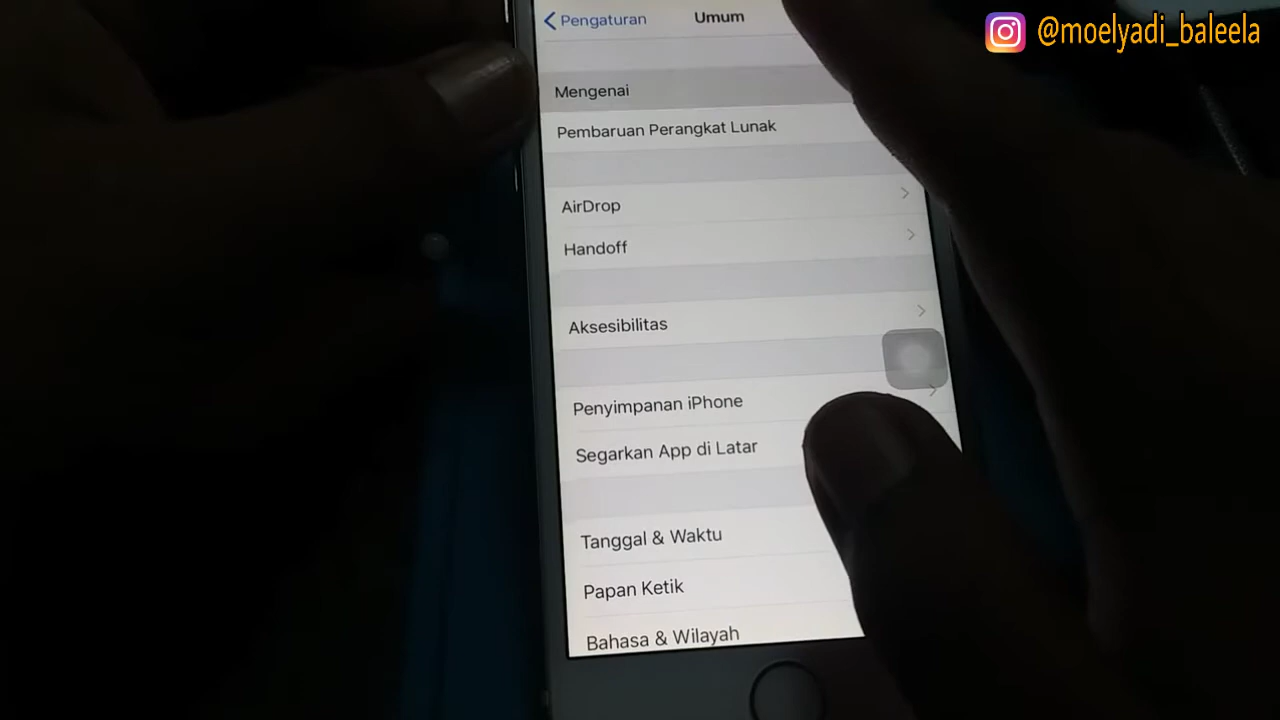 Pengaturan
Umum
@moelyadi_baleela
Mengenai
Pembaruan Perangkat Lunak
AirDrop
Handoff
Aksesibilitas
Penyimpanan iPhone
Segarkan App di Latar
Tanggal & Waktu
Papan Ketik
Bahasa & Wilayah